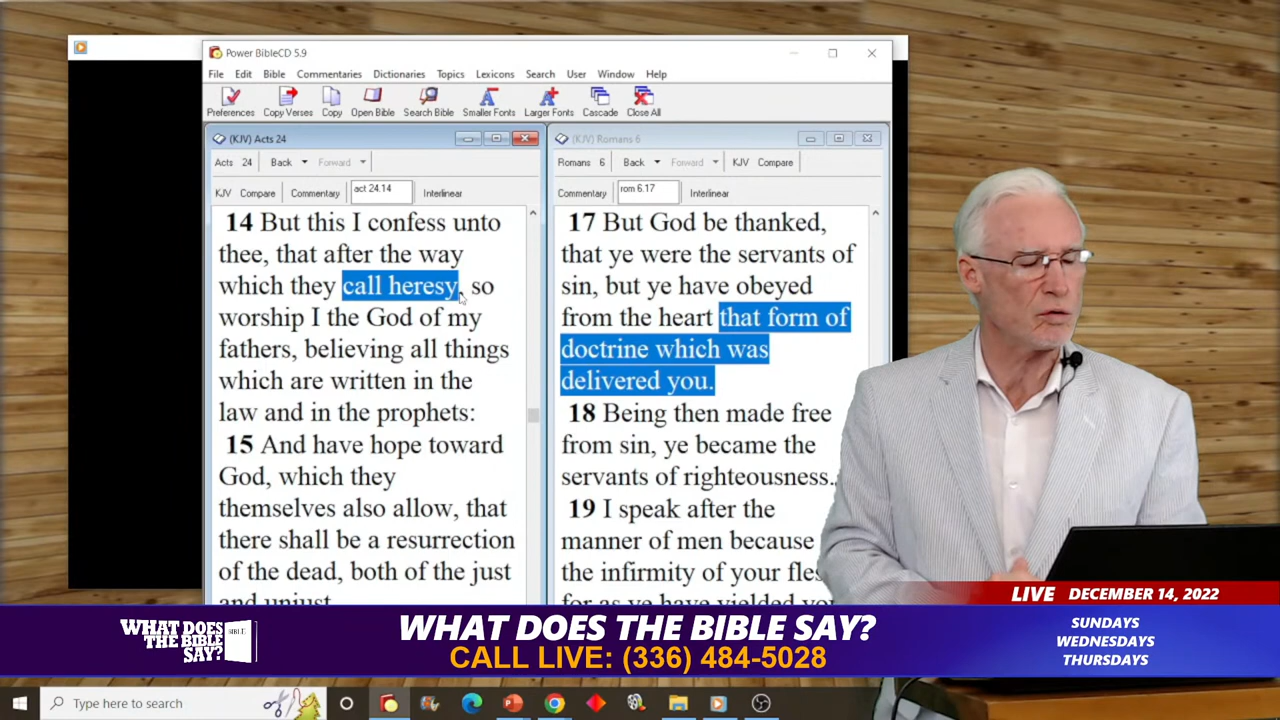 Power BibleCD 5.9
File Edit Bible Commentaries Dictionaries Topics Lexicons Search User Window Help
Preferences Copy Verses Copy Open Bible Search Bible Smaller Fonts Larger Fonts Cascade Close All
(KJV) Acts 24
Acts 24 Back Forward
KJV Compare Commentary act 24.14 Interlinear
14 But this I confess unto
thee, that after the way
which they call heresy, so
worship I the God of my
fathers, believing all things
which are written in the
law and in the prophets:
15 And have hope toward
God, which they
themselves also allow, that
there shall be a resurrection
of the dead, both of the just
and unjust
(KJV) Romans 6
Romans 6 Back Forward KJV Compare
Commentary rom 6.17 Interlinear
17 But God be thanked,
that ye were the servants of
sin, but ye have obeyed
from the heart that form of
doctrine which was
delivered you.
18 Being then made free
from sin, ye became the
servants of righteousness.
19 I speak after the
manner of men because
the infirmity of your
for as ye have yielded
LIVE DECEMBER 14, 2022
WHAT DOES
THE BIBLE
SAY?
BIBLE
WHAT DOES THE BIBLE SAY?
CALL LIVE: (336) 484-5028
SUNDAYS
WEDNESDAYS
THURSDAYS
Type here to search